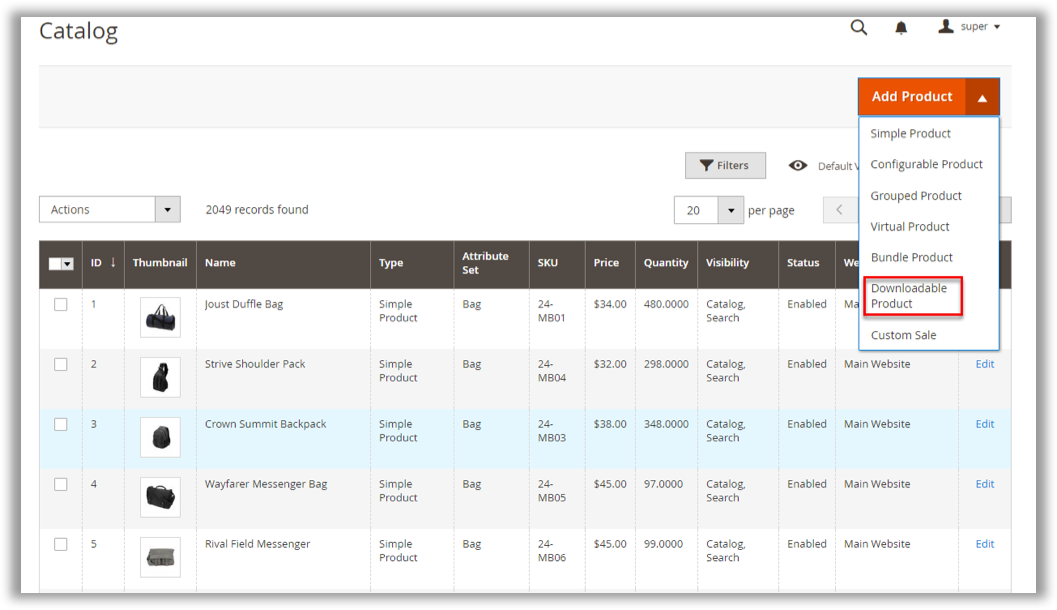 Catalog
super
Add Product
Simple Product
Configurable Product
Grouped Product
Virtual Product
Bundle Product
Downloadable
Product
Custom Sale
Filters
Default V
Actions
2049 records found
20
per page
ID ↓ Thumbnail Name Type Attribute Set SKU Price Quantity Visibility Status We
1 Joust Duffle Bag Simple Product Bag 24-MB01 $34.00 480.0000 Catalog, Search Enabled Ma
2 Strive Shoulder Pack Simple Product Bag 24-MB04 $32.00 298.0000 Catalog, Search Enabled Main Website Edit
3 Crown Summit Backpack Simple Product Bag 24-MB03 $38.00 348.0000 Catalog, Search Enabled Main Website Edit
4 Wayfarer Messenger Bag Simple Product Bag 24-MB05 $45.00 97.0000 Catalog, Search Enabled Main Website Edit
5 Rival Field Messenger Simple Product Bag 24-MB06 $45.00 99.0000 Catalog, Search Enabled Main Website Edit